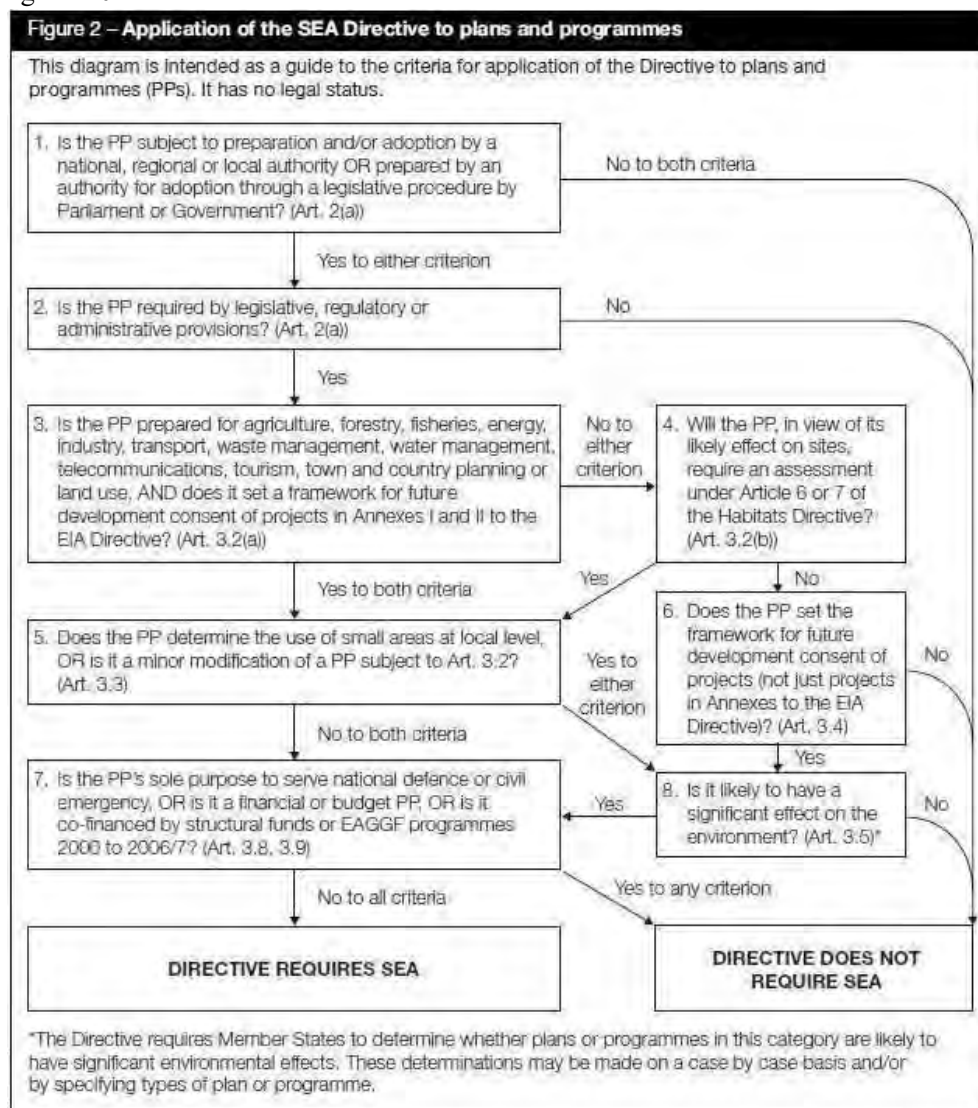 Figure 2 – Application of the SEA Directive to plans and programmes
This diagram is intended as a guide to the criteria for application of the Directive to plans and
programmes (PPs). It has no legal status.
1. Is the PP subject to preparation and/or adoption by a
national, regional or local authority OR prepared by an
authority for adoption through a legislative procedure by
Parliament or Government? (Art. 2(a))
No to both criteria
Yes to either criterion
2. Is the PP required by legislative, regulatory or
administrative provisions? (Art. 2(a))
No
Yes
3. Is the PP prepared for agriculture, forestry, fisheries, energy,
industry, transport, waste management, water management,
telecommunications, tourism, town and country planning or
land use, AND does it set a framework for future
development consent of projects in Annexes I and II to the
EIA Directive? (Art. 3.2(a))
No to
either
criterion
4. Will the PP, in view of its
likely effect on sites,
require an assessment
under Article 6 or 7 of
the Habitats Directive?
(Art. 3.2(b))
Yes to both criteria
Yes
No
5. Does the PP determine the use of small areas at local level,
OR is it a minor modification of a PP subject to Art. 3.2?
(Art. 3.3)
Yes to
either
criterion
6. Does the PP set the
framework for future
development consent of
projects (not just projects
in Annexes to the EIA
Directive)? (Art. 3.4)
No
No to both criteria
Yes
7. Is the PP's sole purpose to serve national defence or civil
emergency, OR is it a financial or budget PP, OR is it
co-financed by structural funds or EAGGF programmes
2000 to 2006/7? (Art. 3.8, 3.9)
Yes
8. Is it likely to have a
significant effect on the
environment? (Art. 3.5)*
No
No to all criteria
Yes to any criterion
DIRECTIVE REQUIRES SEA
DIRECTIVE DOES NOT
REQUIRE SEA
*The Directive requires Member States to determine whether plans or programmes in this category are likely to
have significant environmental effects. These determinations may be made on a case by case basis and/or
by specifying types of plan or programme.